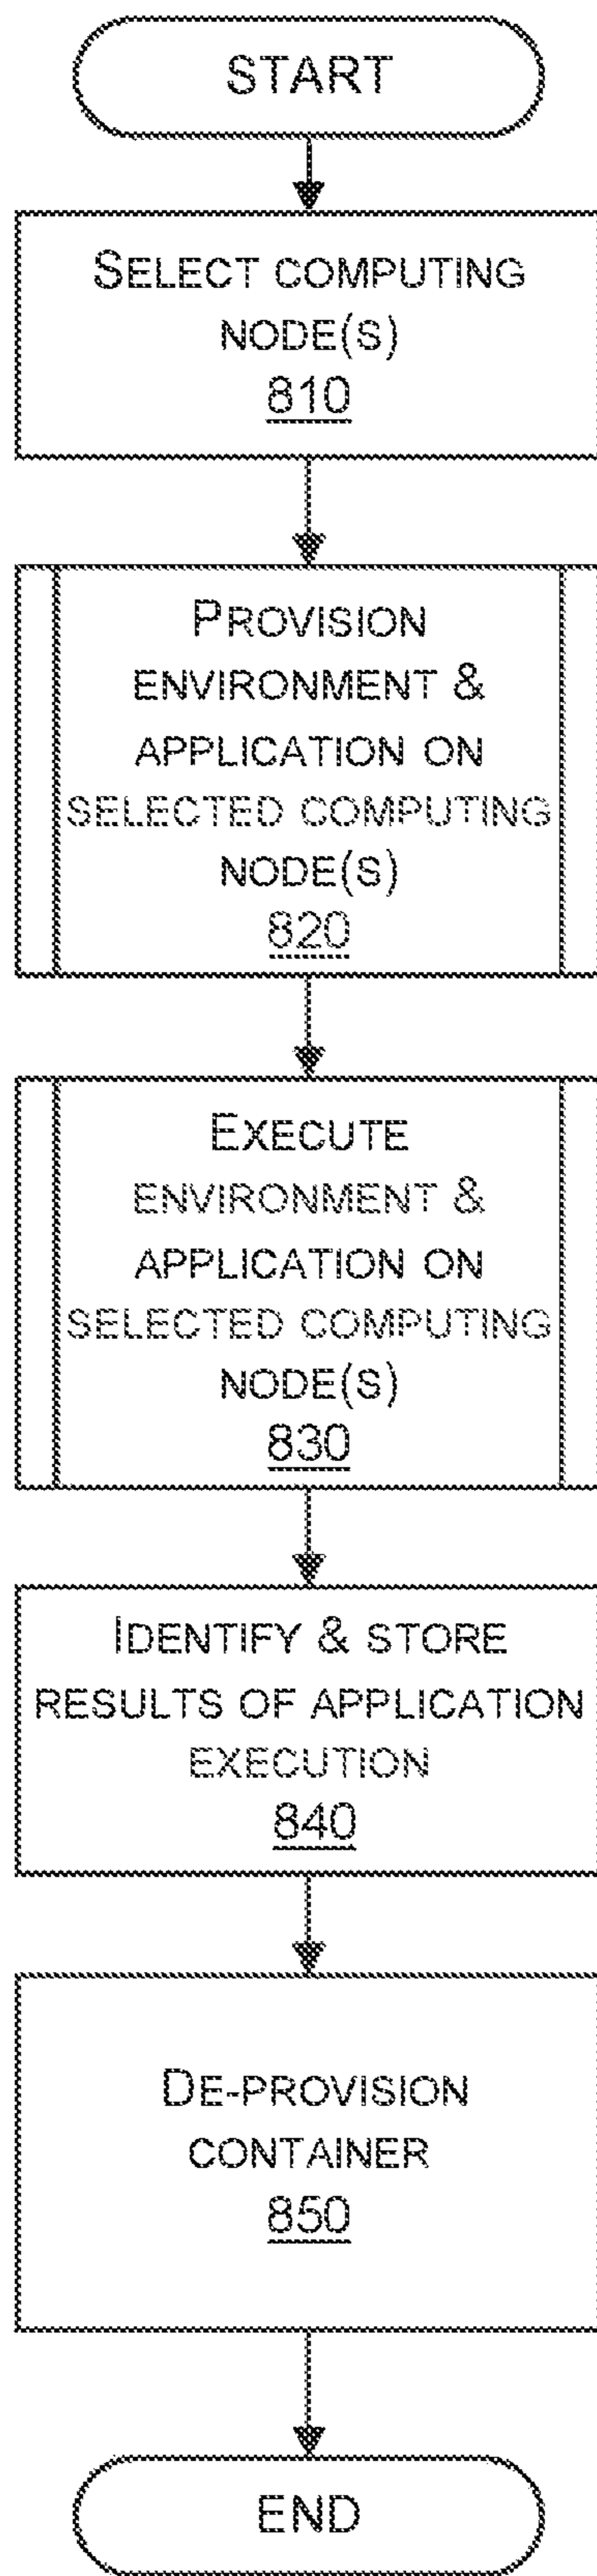 START
SELECT COMPUTING
NODE(S)
810
PROVISION
ENVIRONMENT &
APPLICATION ON
SELECTED COMPUTING
NODE(S)
820
EXECUTE
ENVIRONMENT &
APPLICATION ON
SELECTED COMPUTING
NODE(S)
830
IDENTIFY & STORE
RESULTS OF APPLICATION
EXECUTION
840
DE-PROVISION
CONTAINER
850
END